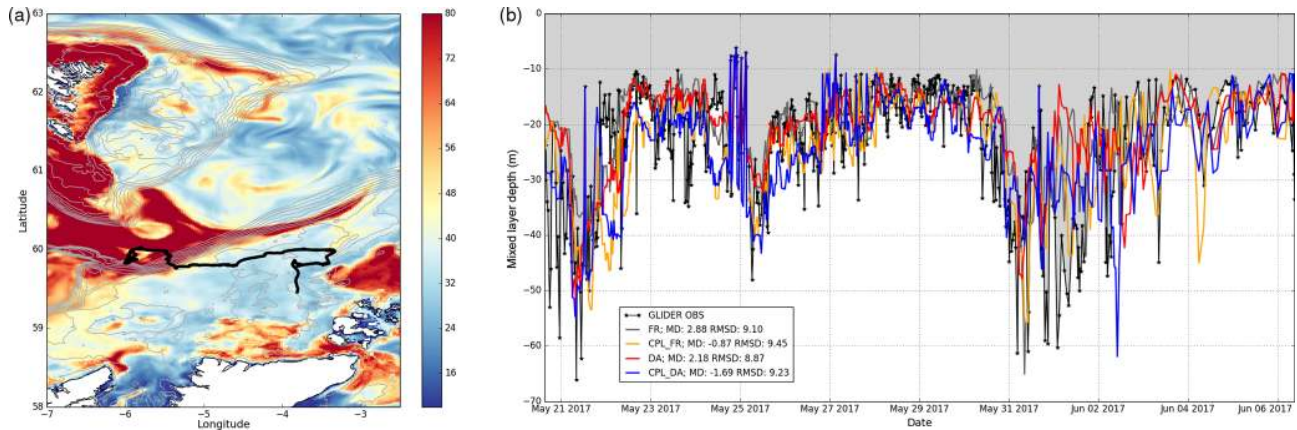 (a)
63
62
61
60
59
58
Latitude
−7
−6
−5
−4
−3
Longitude
80
72
64
56
48
40
32
24
16
(b)
0
−10
−20
−30
−40
−50
−60
−70
Mixed layer depth (m)
GLIDER OBS
FR; MD: 2.88 RMSD: 9.10
CPL_FR; MD: -0.87 RMSD: 9.45
DA; MD: 2.18 RMSD: 8.87
CPL_DA; MD: -1.69 RMSD: 9.23
May 21 2017 May 23 2017 May 25 2017 May 27 2017 May 29 2017 May 31 2017 Jun 02 2017 Jun 04 2017 Jun 06 2017
Date